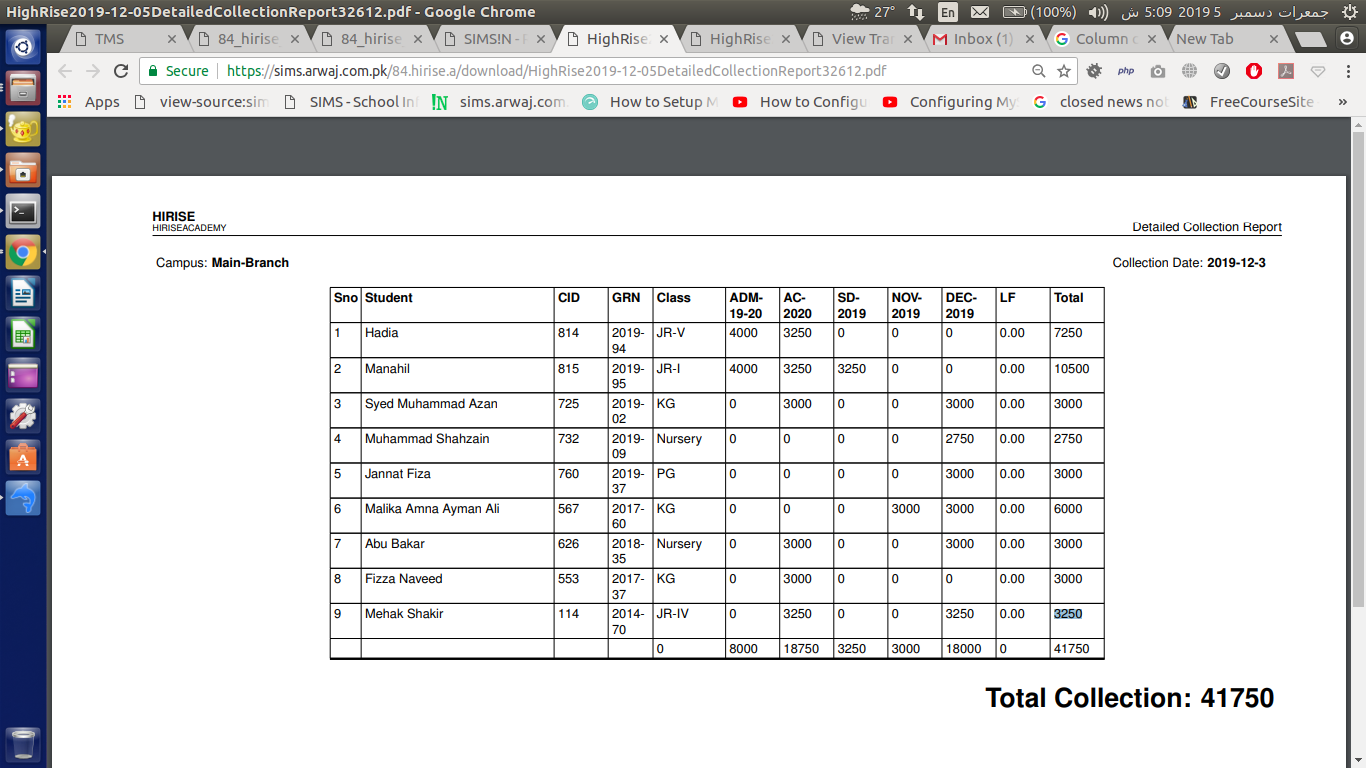 HighRise2019-12-05DetailedCollectionReport32612.pdf - Google Chrome 27° En (100%) جمعرات دسمبر 5 2019 5:09 ش
TMS 84_hirise 84_hirise SIMS!N - HighRise HighRise View Tra Inbox (1) Column New Tab
Secure https://sims.arwaj.com.pk/84.hirise.a/download/HighRise2019-12-05DetailedCollectionReport32612.pdf php
Apps view-source:sim SIMS - School In !N sims.arwaj.com How to Setup M How to Configu Configuring My closed news not FreeCourseSite »
HIRISE
HIRISEACADEMY Detailed Collection Report
Campus: Main-Branch Collection Date: 2019-12-3
Sno Student CID GRN Class ADM-19-20 AC-2020 SD-2019 NOV-2019 DEC-2019 LF Total
1 Hadia 814 2019-94 JR-V 4000 3250 0 0 0 0.00 7250
2 Manahil 815 2019-95 JR-I 4000 3250 3250 0 0 0.00 10500
3 Syed Muhammad Azan 725 2019-02 KG 0 3000 0 0 3000 0.00 3000
4 Muhammad Shahzain 732 2019-09 Nursery 0 0 0 0 2750 0.00 2750
5 Jannat Fiza 760 2019-37 PG 0 0 0 0 3000 0.00 3000
6 Malika Amna Ayman Ali 567 2017-60 KG 0 0 0 3000 3000 0.00 6000
7 Abu Bakar 626 2018-35 Nursery 0 3000 0 0 3000 0.00 3000
8 Fizza Naveed 553 2017-37 KG 0 3000 0 0 0 0.00 3000
9 Mehak Shakir 114 2014-70 JR-IV 0 3250 0 0 3250 0.00 3250
0 8000 18750 3250 3000 18000 0 41750
Total Collection: 41750